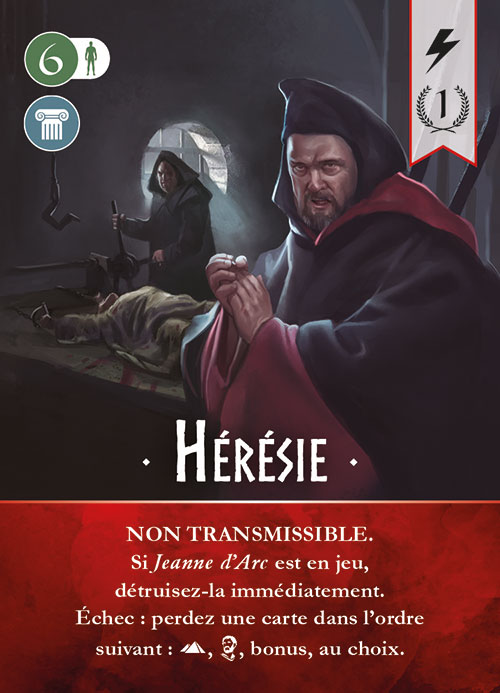 6
1
· HÉRÉSIE ·
NON TRANSMISSIBLE.
Si Jeanne d’Arc est en jeu,
détruisez-la immédiatement.
Échec : perdez une carte dans l’ordre
suivant : , , bonus, au choix.